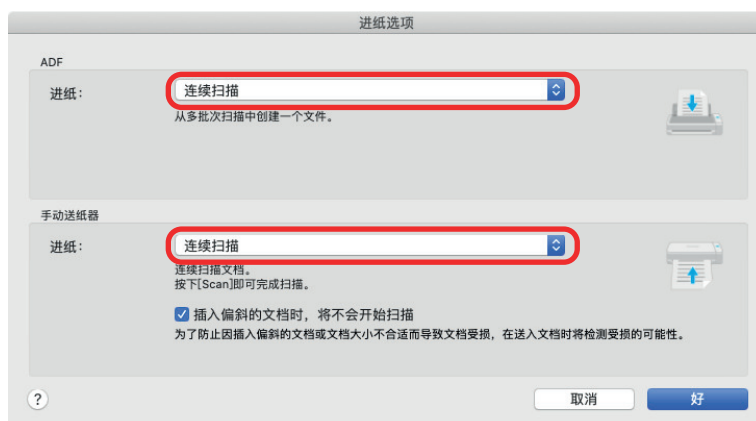 进纸选项
ADF
进纸：
连续扫描
从多批次扫描中创建一个文件。
手动送纸器
进纸：
连续扫描
连续扫描文档。
按下[Scan]即可完成扫描。
插入偏斜的文档时，将不会开始扫描
为了防止因插入偏斜的文档或文档大小不合适而导致文档受损，在送入文档时将检测受损的可能性。
?
取消
好